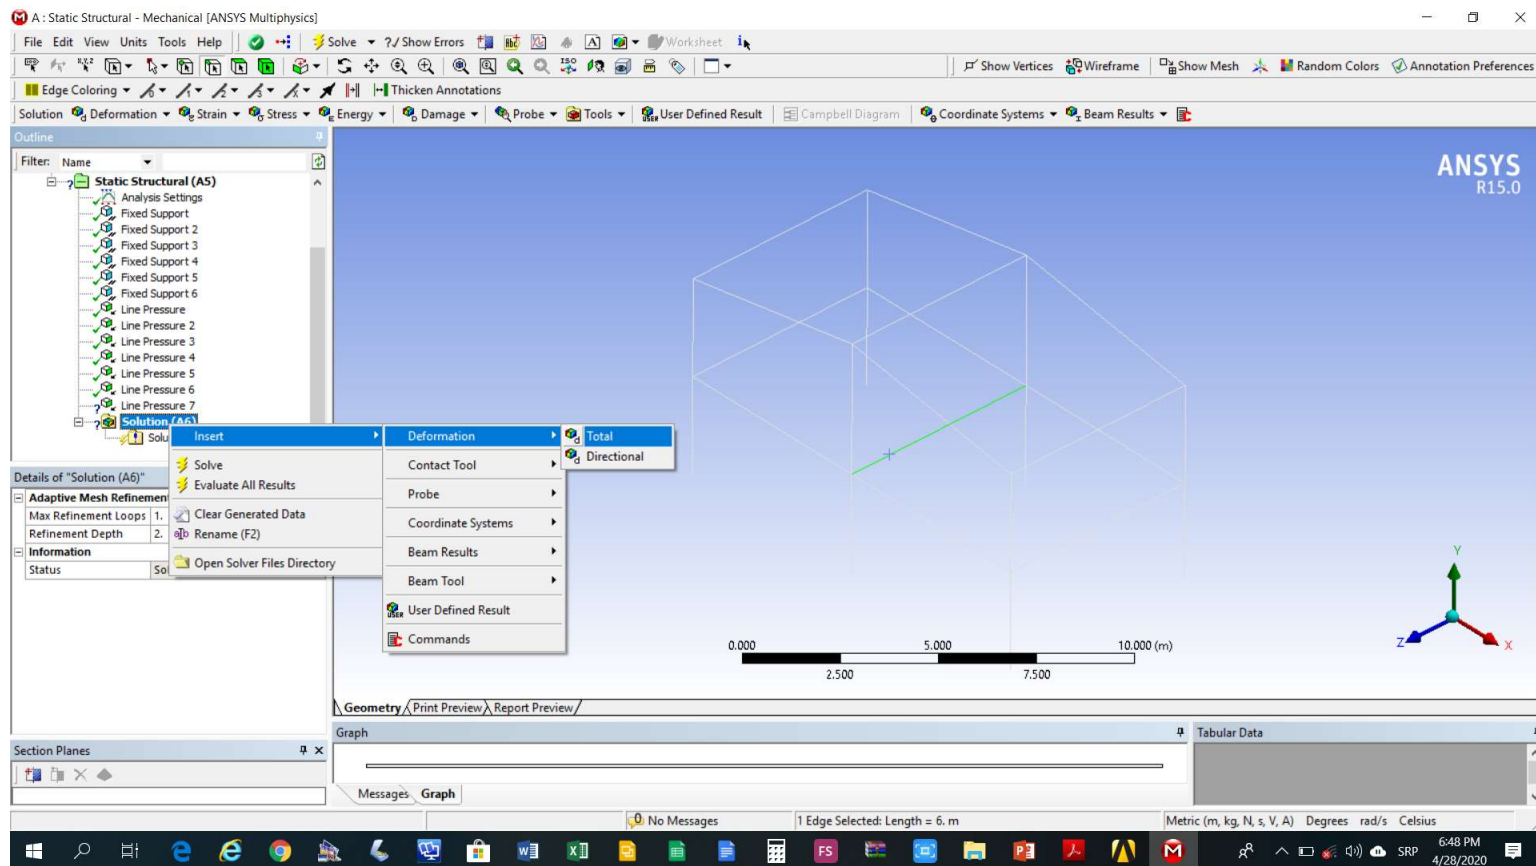 A : Static Structural - Mechanical [ANSYS Multiphysics]
File Edit View Units Tools Help Solve ?/ Show Errors Worksheet
Show Vertices Wireframe Show Mesh Random Colors Annotation Preferences
Edge Coloring Thicken Annotations
Solution Deformation Strain Stress Energy Damage Probe Tools User Defined Result Campbell Diagram Coordinate Systems Beam Results
Outline
Filter: Name
Static Structural (A5)
Analysis Settings
Fixed Support
Fixed Support 2
Fixed Support 3
Fixed Support 4
Fixed Support 5
Fixed Support 6
Line Pressure
Line Pressure 2
Line Pressure 3
Line Pressure 4
Line Pressure 5
Line Pressure 6
Line Pressure 7
Solution (A6)
Solu
Insert
Solve
Evaluate All Results
Clear Generated Data
Rename (F2)
Open Solver Files Directory
Deformation
Contact Tool
Probe
Coordinate Systems
Beam Results
Beam Tool
User Defined Result
Commands
Total
Directional
Details of "Solution (A6)"
Adaptive Mesh Refinemen
Max Refinement Loops 1.
Refinement Depth 2.
Information
Status So
ANSYS
R15.0
Y
Z X
0.000 5.000 10.000 (m)
2.500 7.500
Geometry Print Preview Report Preview
Graph
Tabular Data
Section Planes
Messages Graph
0 No Messages 1 Edge Selected: Length = 6. m Metric (m, kg, N, s, V, A) Degrees rad/s Celsius
SRP
6:48 PM
4/28/2020